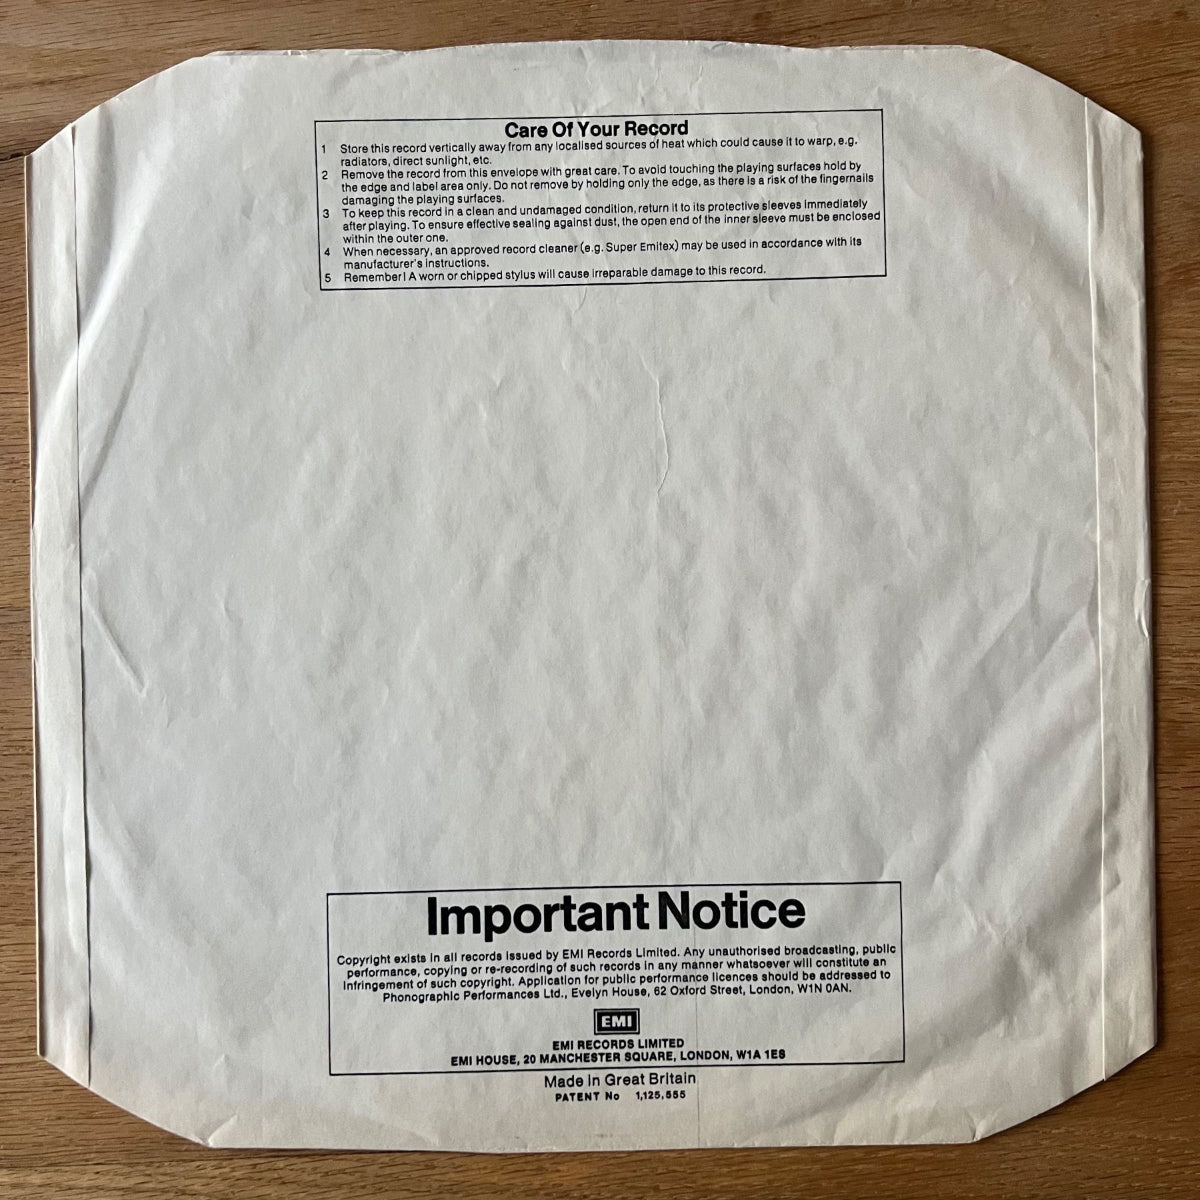 Care Of Your Record
1 Store this record vertically away from any localised sources of heat which could cause it to warp, e.g.
radiators, direct sunlight, etc.
2 Remove the record from this envelope with great care. To avoid touching the playing surfaces hold by
the edge and label area only. Do not remove by holding only the edge, as there is a risk of the fingernails
damaging the playing surfaces.
3 To keep this record in a clean and undamaged condition, return it to its protective sleeves immediately
after playing. To ensure effective sealing against dust, the open end of the inner sleeve must be enclosed
within the outer one.
4 When necessary, an approved record cleaner (e.g. Super Emitex) may be used in accordance with its
manufacturer's instructions.
5 Remember! A worn or chipped stylus will cause irreparable damage to this record.
Important Notice
Copyright exists in all records issued by EMI Records Limited. Any unauthorised broadcasting, public
performance, copying or re-recording of such records in any manner whatsoever will constitute an
infringement of such copyright. Application for public performance licences should be addressed to
Phonographic Performances Ltd., Evelyn House, 62 Oxford Street, London, W1N 0AN.
EMI
EMI RECORDS LIMITED
EMI HOUSE, 20 MANCHESTER SQUARE, LONDON, W1A 1ES
Made in Great Britain
PATENT No 1,125,555